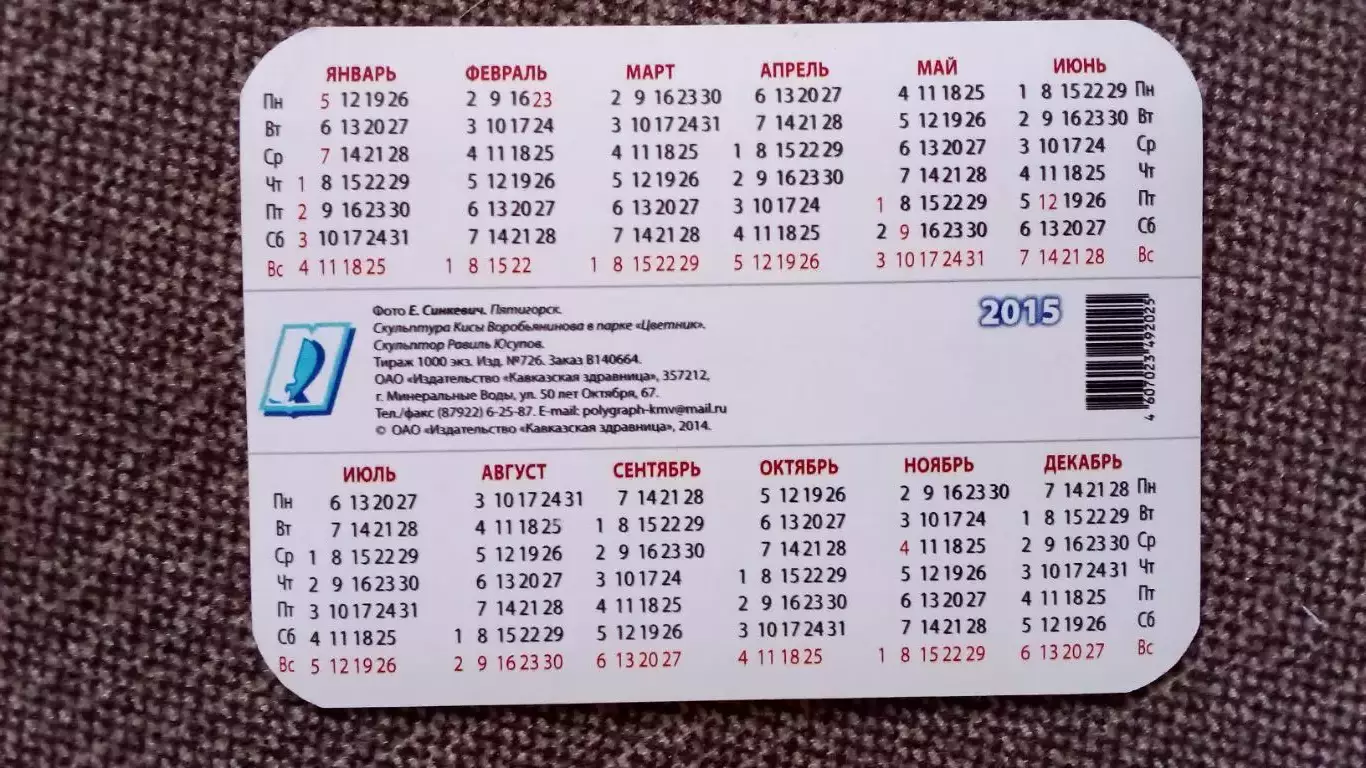 ЯНВАРЬ ФЕВРАЛЬ МАРТ АПРЕЛЬ МАЙ ИЮНЬ
Пн 5 12 19 26 2 9 16 23 2 9 16 23 30 6 13 20 27 4 11 18 25 1 8 15 22 29 Пн
Вт 6 13 20 27 3 10 17 24 3 10 17 24 31 7 14 21 28 5 12 19 26 2 9 16 23 30 Вт
Ср 7 14 21 28 4 11 18 25 4 11 18 25 1 8 15 22 29 6 13 20 27 3 10 17 24 Ср
Чт 1 8 15 22 29 5 12 19 26 5 12 19 26 2 9 16 23 30 7 14 21 28 4 11 18 25 Чт
Пт 2 9 16 23 30 6 13 20 27 6 13 20 27 3 10 17 24 1 8 15 22 29 5 12 19 26 Пт
Сб 3 10 17 24 31 7 14 21 28 7 14 21 28 4 11 18 25 2 9 16 23 30 6 13 20 27 Сб
Вс 4 11 18 25 1 8 15 22 1 8 15 22 29 5 12 19 26 3 10 17 24 31 7 14 21 28 Вс
Фото Е. Синкевич. Пятигорск.
Скульптура Кисы Воробьянинова в парке «Цветник».
Скульптор Равиль Юсупов.
Тираж 1000 экз. Изд. №726. Заказ В140664.
ОАО «Издательство «Кавказская здравница», 357212,
г. Минеральные Воды, ул. 50 лет Октября, 67.
Тел./факс (87922) 6-25-87. E-mail: polygraph-kmv@mail.ru
© ОАО «Издательство «Кавказская здравница», 2014.
2015
4 607023 492025
ИЮЛЬ АВГУСТ СЕНТЯБРЬ ОКТЯБРЬ НОЯБРЬ ДЕКАБРЬ
Пн 6 13 20 27 3 10 17 24 31 7 14 21 28 5 12 19 26 2 9 16 23 30 7 14 21 28 Пн
Вт 7 14 21 28 4 11 18 25 1 8 15 22 29 6 13 20 27 3 10 17 24 1 8 15 22 29 Вт
Ср 1 8 15 22 29 5 12 19 26 2 9 16 23 30 7 14 21 28 4 11 18 25 2 9 16 23 30 Ср
Чт 2 9 16 23 30 6 13 20 27 3 10 17 24 1 8 15 22 29 5 12 19 26 3 10 17 24 31 Чт
Пт 3 10 17 24 31 7 14 21 28 4 11 18 25 2 9 16 23 30 6 13 20 27 4 11 18 25 Пт
Сб 4 11 18 25 1 8 15 22 29 5 12 19 26 3 10 17 24 31 7 14 21 28 5 12 19 26 Сб
Вс 5 12 19 26 2 9 16 23 30 6 13 20 27 4 11 18 25 1 8 15 22 29 6 13 20 27 Вс